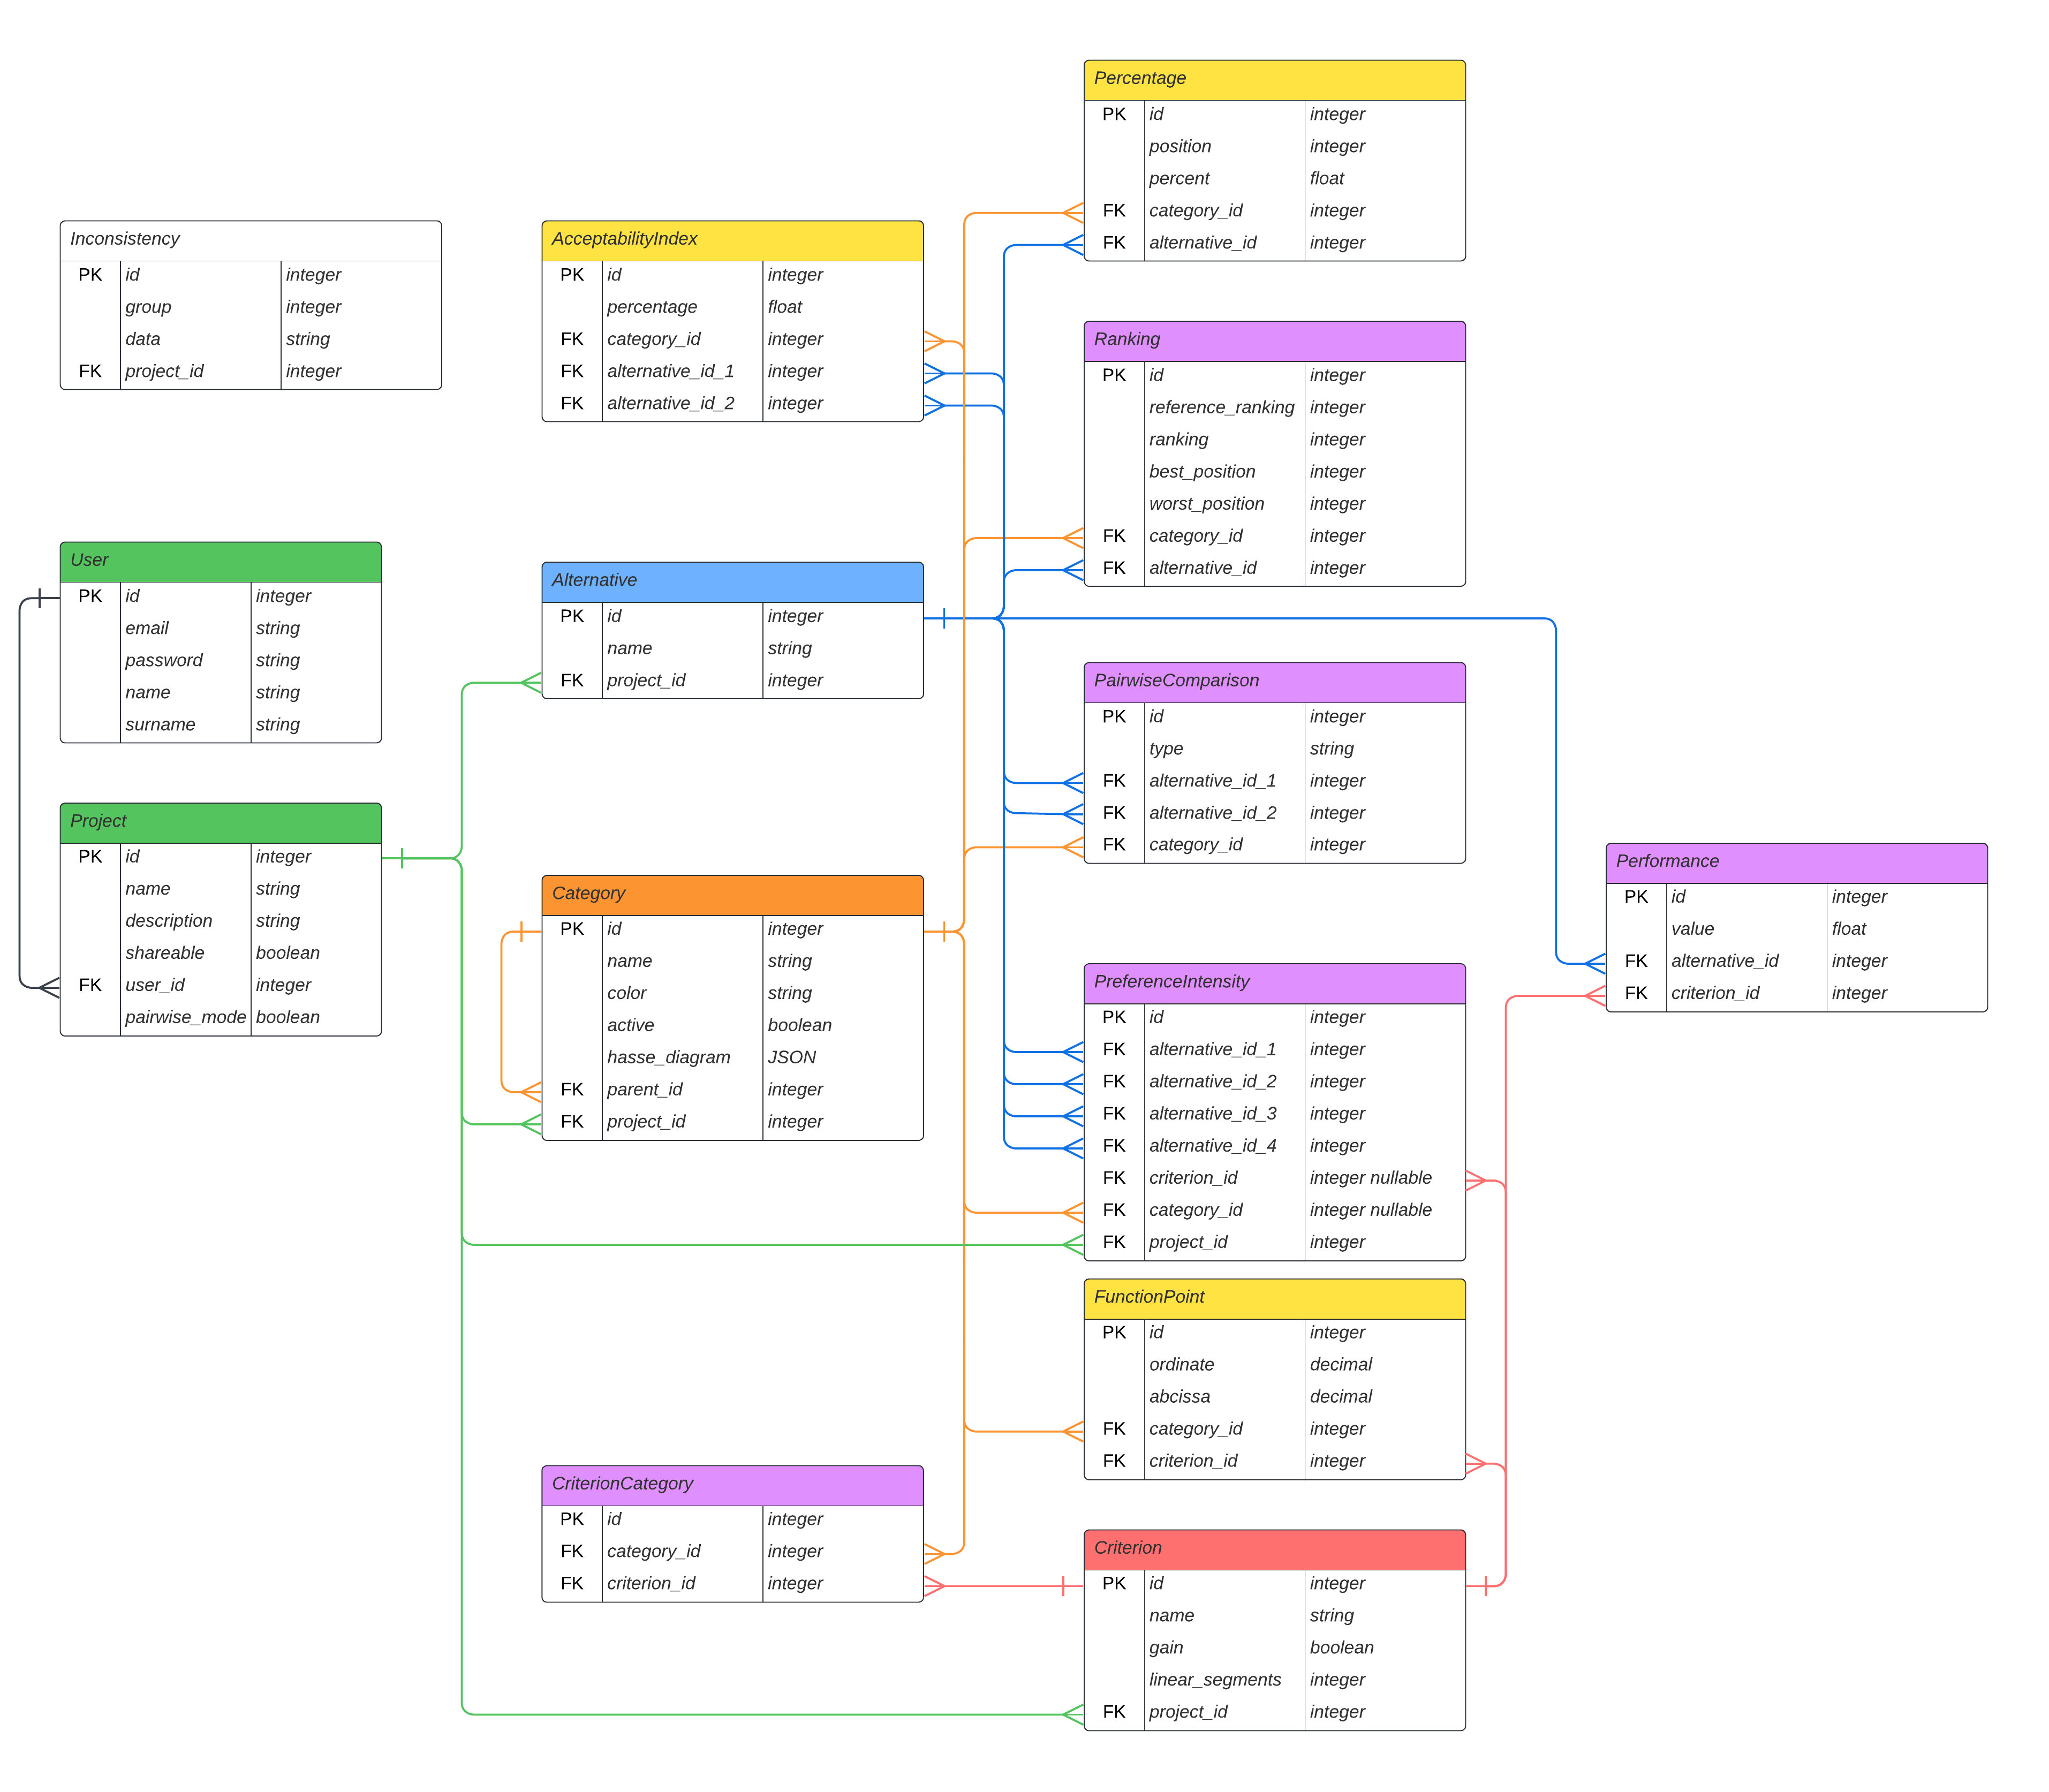 Percentage
PK id integer
position integer
percent float
FK category_id integer
FK alternative_id integer
Inconsistency
PK id integer
group integer
data string
FK project_id integer
AcceptabilityIndex
PK id integer
percentage float
FK category_id integer
FK alternative_id_1 integer
FK alternative_id_2 integer
Ranking
PK id integer
reference_ranking integer
ranking integer
best_position integer
worst_position integer
FK category_id integer
FK alternative_id integer
User
PK id integer
email string
password string
name string
surname string
Alternative
PK id integer
name string
FK project_id integer
PairwiseComparison
PK id integer
type string
FK alternative_id_1 integer
FK alternative_id_2 integer
FK category_id integer
Project
PK id integer
name string
description string
shareable boolean
FK user_id integer
pairwise_mode boolean
Category
PK id integer
name string
color string
active boolean
hasse_diagram JSON
FK parent_id integer
FK project_id integer
Performance
PK id integer
value float
FK alternative_id integer
FK criterion_id integer
PreferenceIntensity
PK id integer
FK alternative_id_1 integer
FK alternative_id_2 integer
FK alternative_id_3 integer
FK alternative_id_4 integer
FK criterion_id integer nullable
FK category_id integer nullable
FK project_id integer
FunctionPoint
PK id integer
ordinate decimal
abcissa decimal
FK category_id integer
FK criterion_id integer
CriterionCategory
PK id integer
FK category_id integer
FK criterion_id integer
Criterion
PK id integer
name string
gain boolean
linear_segments integer
FK project_id integer